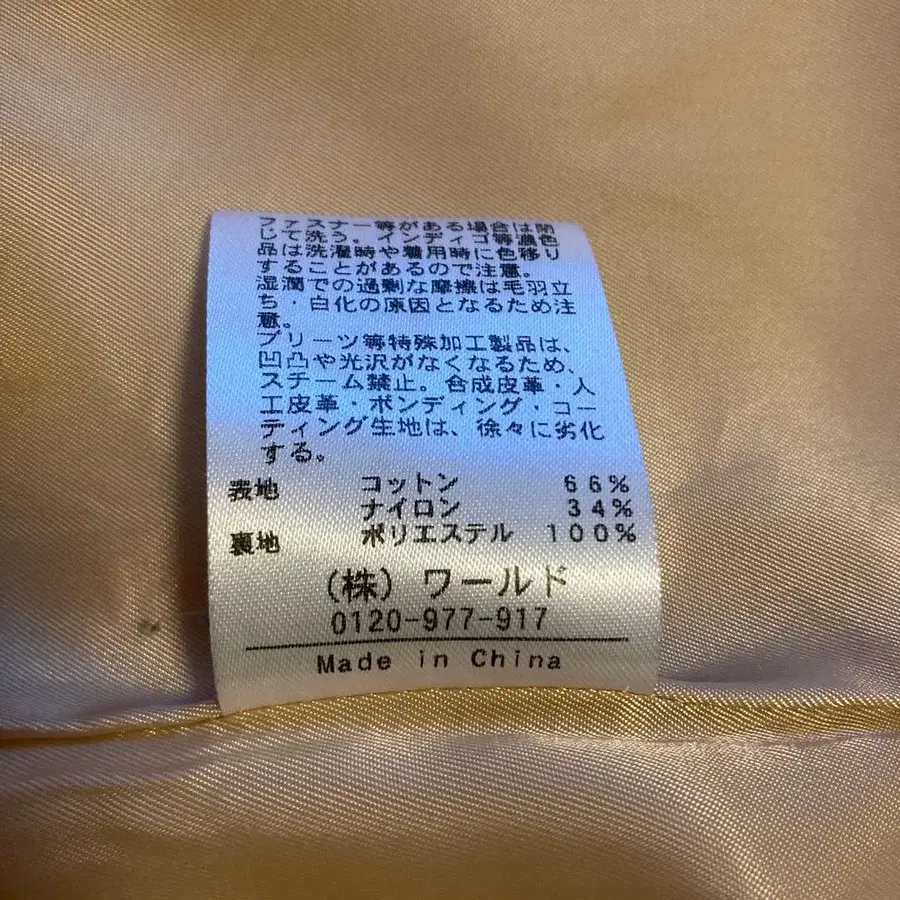 ファスナー等がある場合は閉
じて洗う。インディゴ等濃色
品は洗濯時や着用時に色移り
することがあるので注意。
湿潤での過剰な摩擦は毛羽立
ち・白化の原因となるため注
意。
プリーツ等特殊加工製品は、
凹凸や光沢がなくなるため、
スチーム禁止。合成皮革・人
工皮革・ボンディング・コー
ティング生地は、徐々に劣化
する。
表地 コットン 66%
ナイロン 34%
裏地 ポリエステル 100%
(株) ワールド
0120-977-917
Made in China